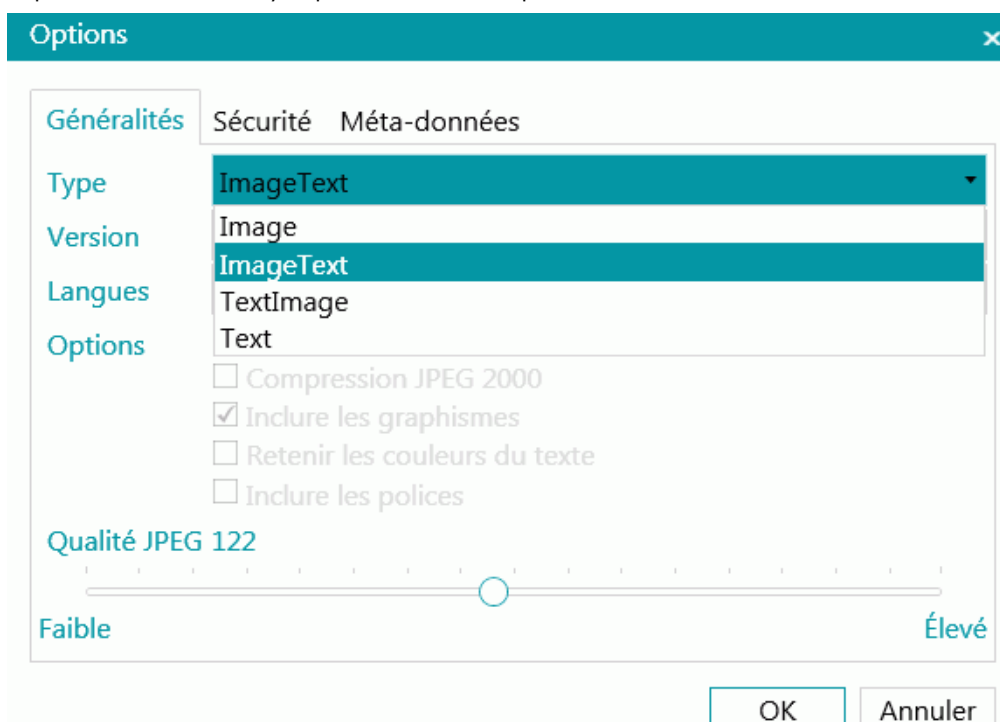 Options ×
Généralités Sécurité Méta-données
Type ImageText
Image
Version
ImageText
Langues
TextImage
Options
Text
Compression JPEG 2000
Inclure les graphismes
Retenir les couleurs du texte
Inclure les polices
Qualité JPEG 122
Faible Élevé
OK Annuler